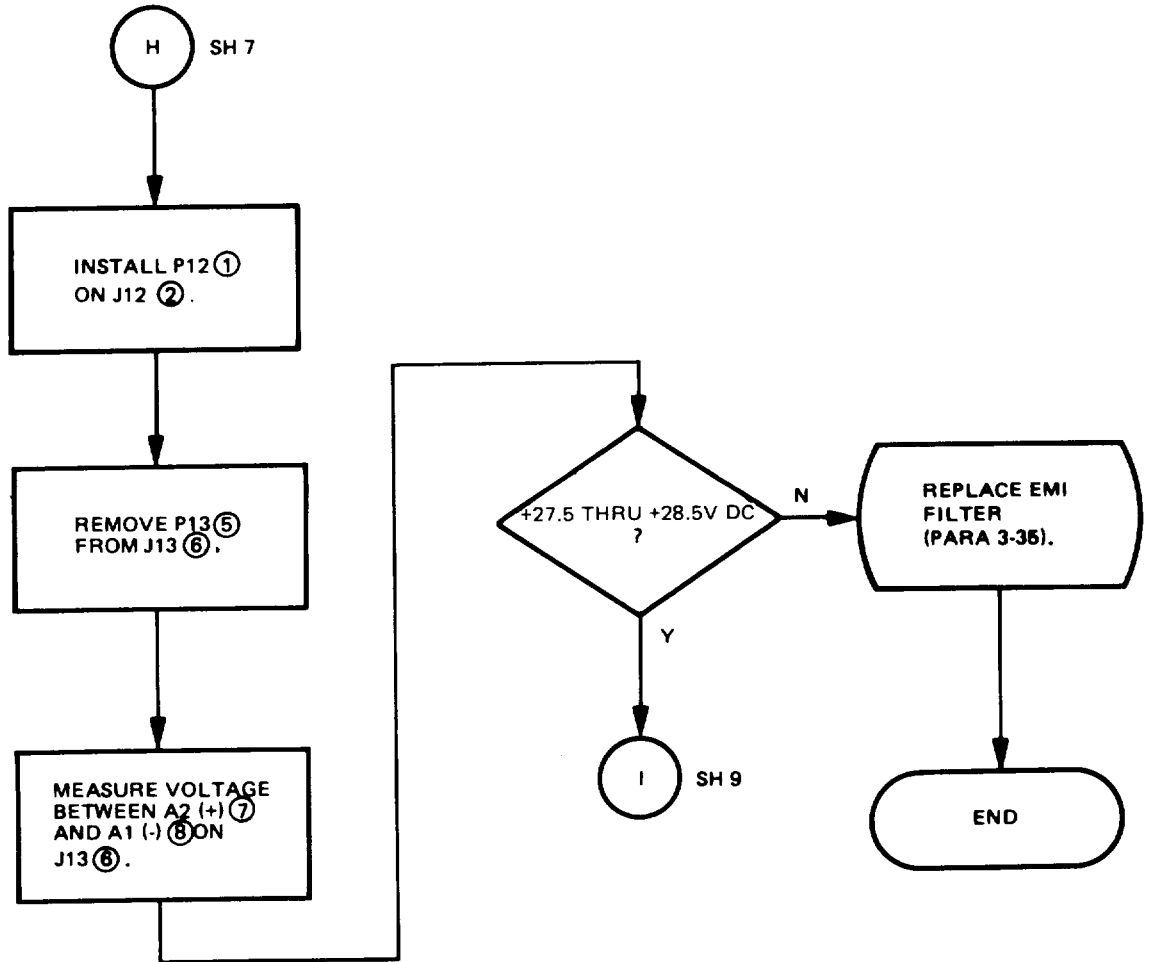 H SH 7
INSTALL P12 ①
ON J12 ②.
REMOVE P13 ⑤
FROM J13 ⑥.
MEASURE VOLTAGE
BETWEEN A2 (+) ⑦
AND A1 (-) ⑧ ON
J13 ⑥.
+27.5 THRU +28.5V DC
?
N
Y
REPLACE EMI
FILTER
(PARA 3-35).
I SH 9
END